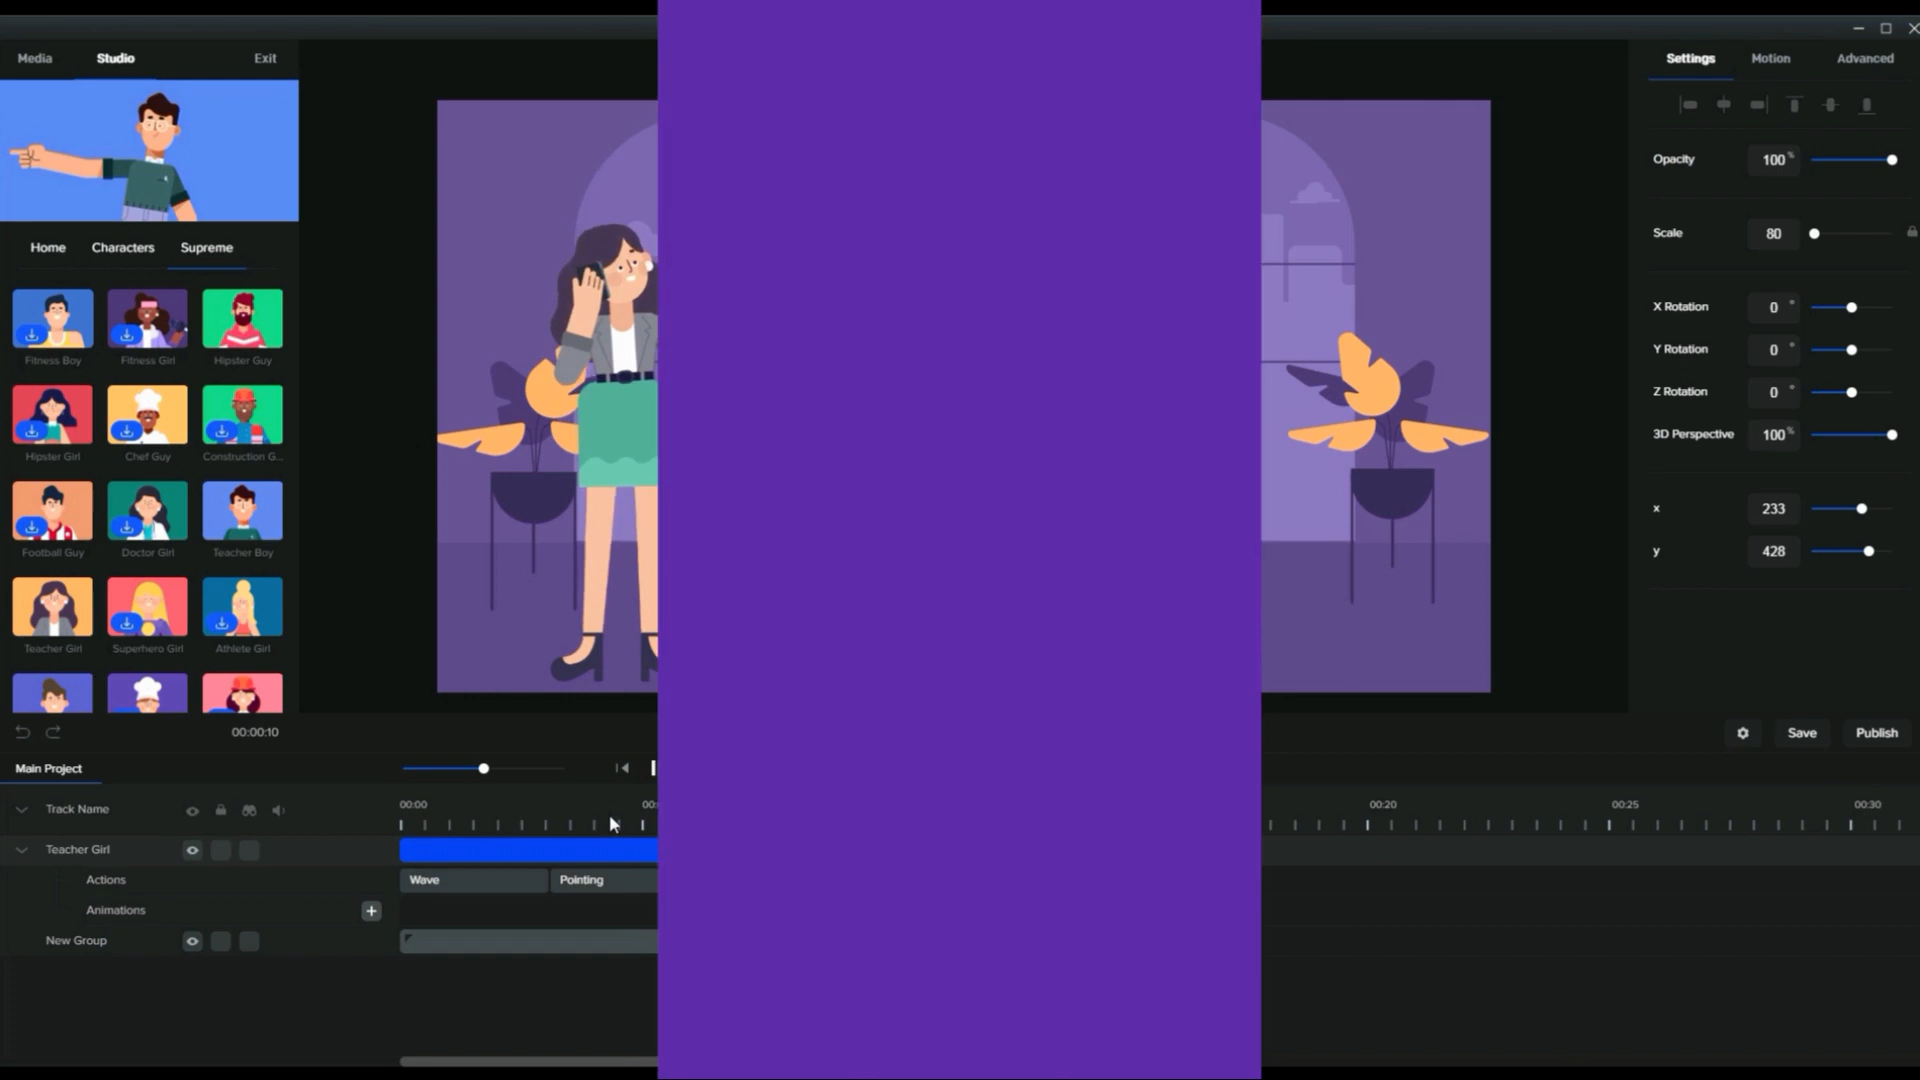 Media Studio Exit
Settings Motion Advanced
Opacity 100 %
Scale 80
X Rotation 0 °
Y Rotation 0 °
Z Rotation 0 °
3D Perspective 100 %
x 233
y 428
Home Characters Supreme
Fitness Boy Fitness Girl Hipster Guy
Hipster Girl Chef Guy Construction G...
Football Guy Doctor Girl Teacher Boy
Teacher Girl Superhero Girl Athlete Girl
00:00:10
Save Publish
Main Project
Track Name
00:00 00:20 00:25 00:30
Teacher Girl
Actions
Wave Pointing
Animations
New Group